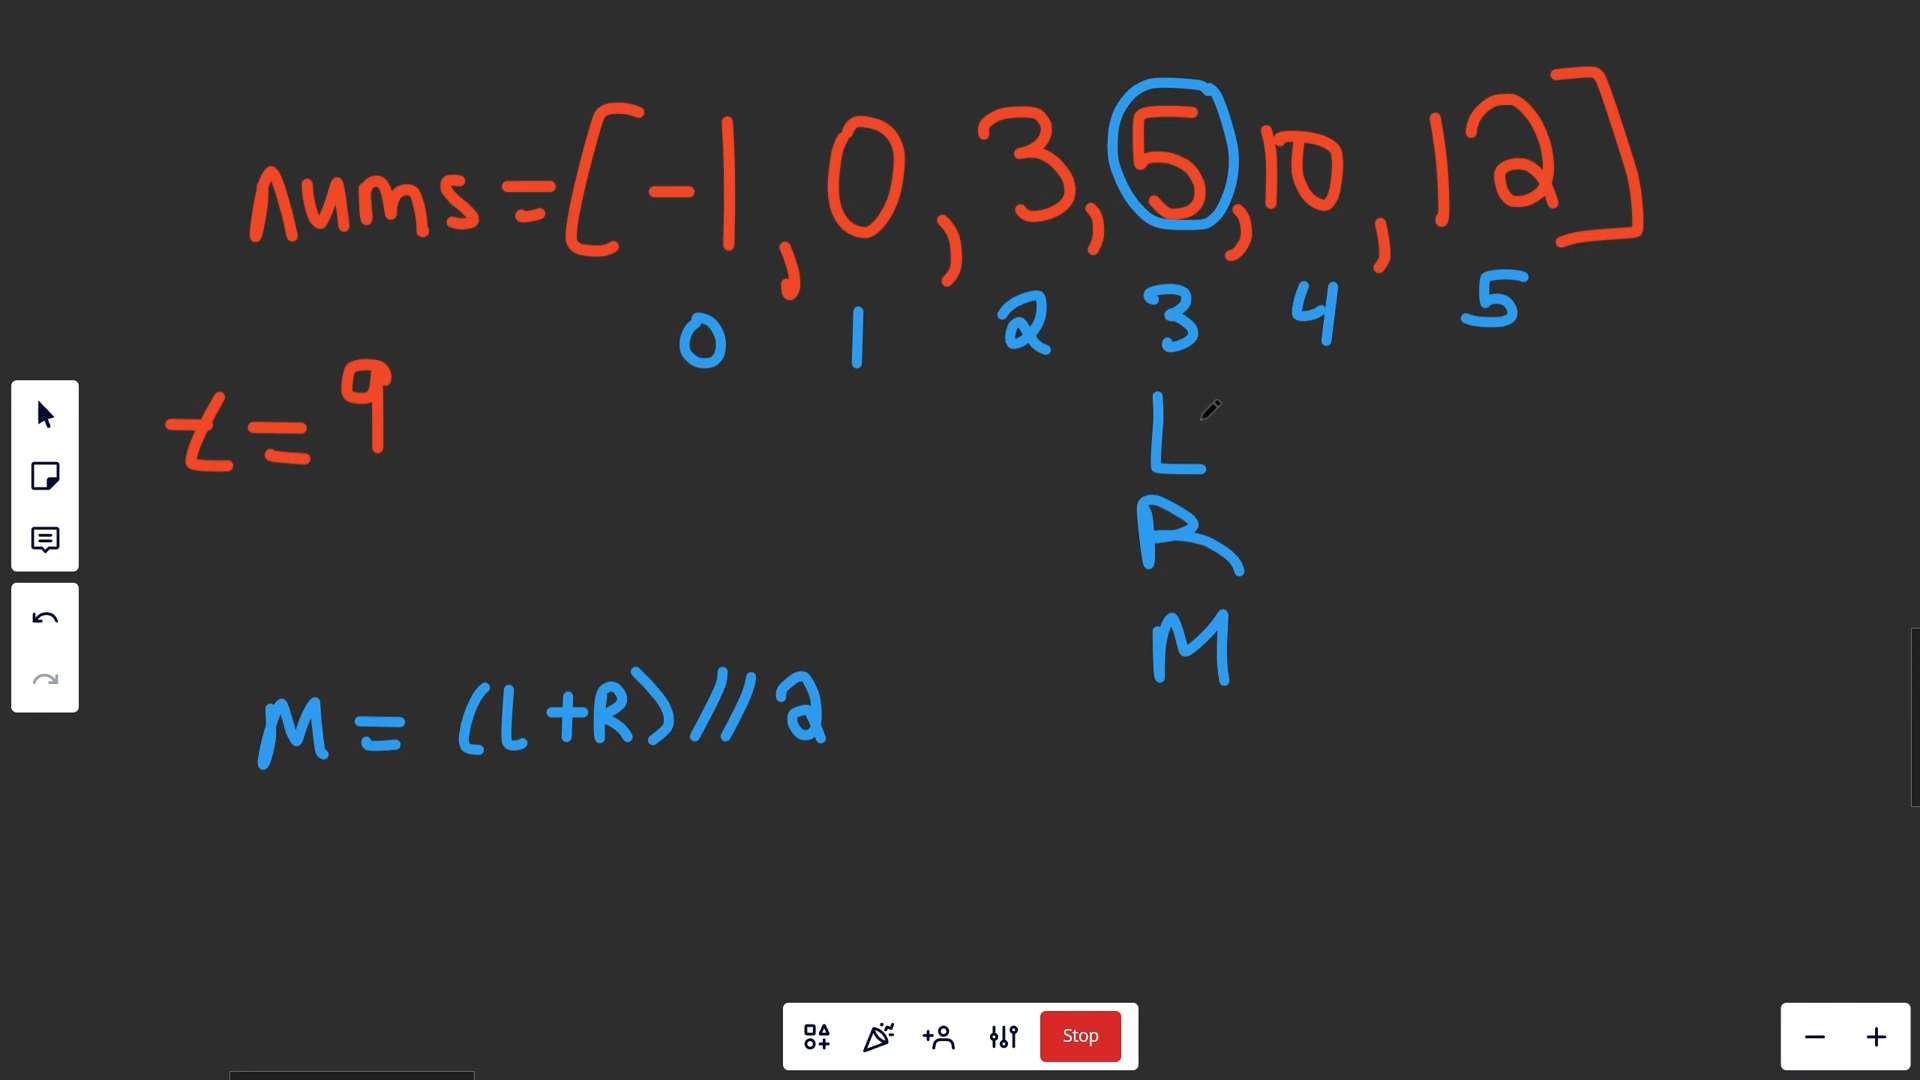 nums = [-1, 0, 3, 5, 10, 12]
0 1 2 3 4 5
t = 9
L
R
M
M = (L+R)//2
Stop